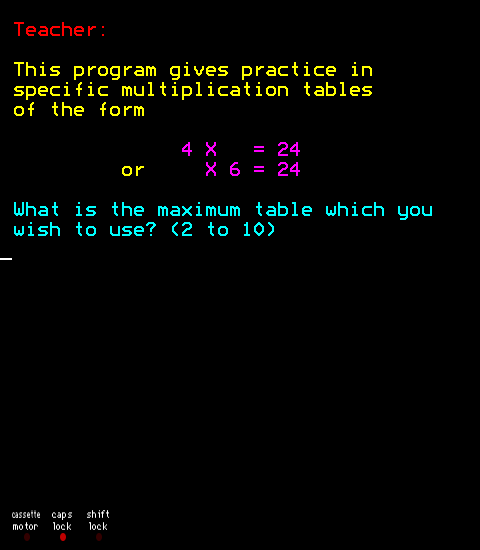 Teacher:
This program gives practice in
specific multiplication tables
of the form
4 X   = 24
or     X 6 = 24
What is the maximum table which you
wish to use? (2 to 10)
cassette motor
caps lock
shift lock